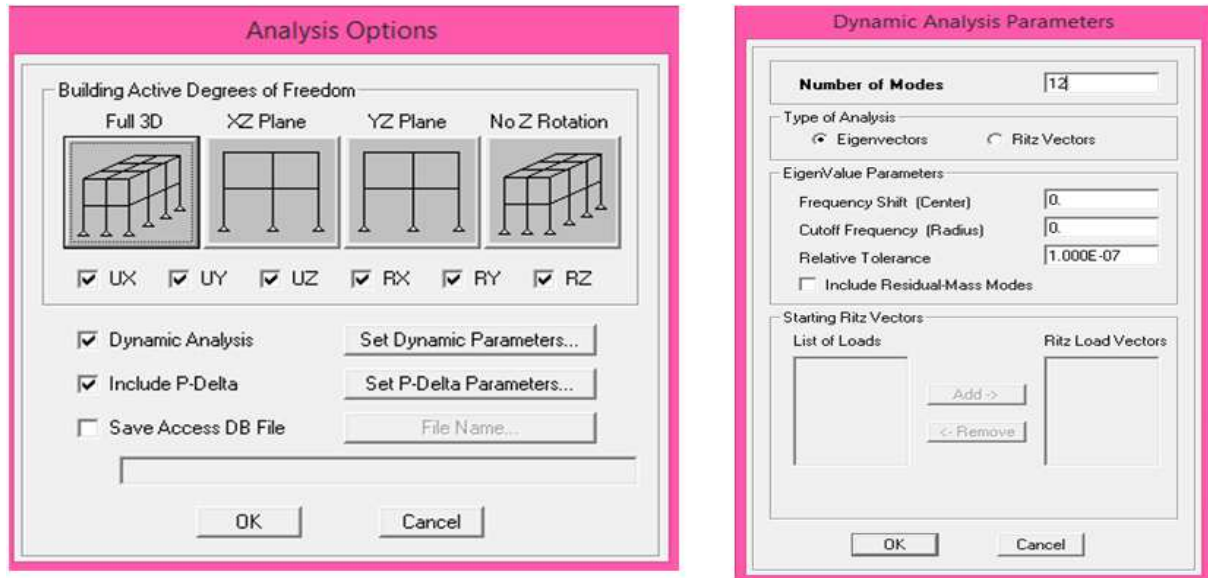 Analysis Options
Building Active Degrees of Freedom
Full 3D XZ Plane YZ Plane No Z Rotation
UX UY UZ RX RY RZ
Dynamic Analysis Set Dynamic Parameters...
Include P-Delta Set P-Delta Parameters...
Save Access DB File File Name...
OK Cancel
Dynamic Analysis Parameters
Number of Modes 12
Type of Analysis
Eigenvectors Ritz Vectors
EigenValue Parameters
Frequency Shift (Center) 0.
Cutoff Frequency (Radius) 0.
Relative Tolerance 1.000E-07
Include Residual-Mass Modes
Starting Ritz Vectors
List of Loads Ritz Load Vectors
Add ->
<- Remove
OK Cancel